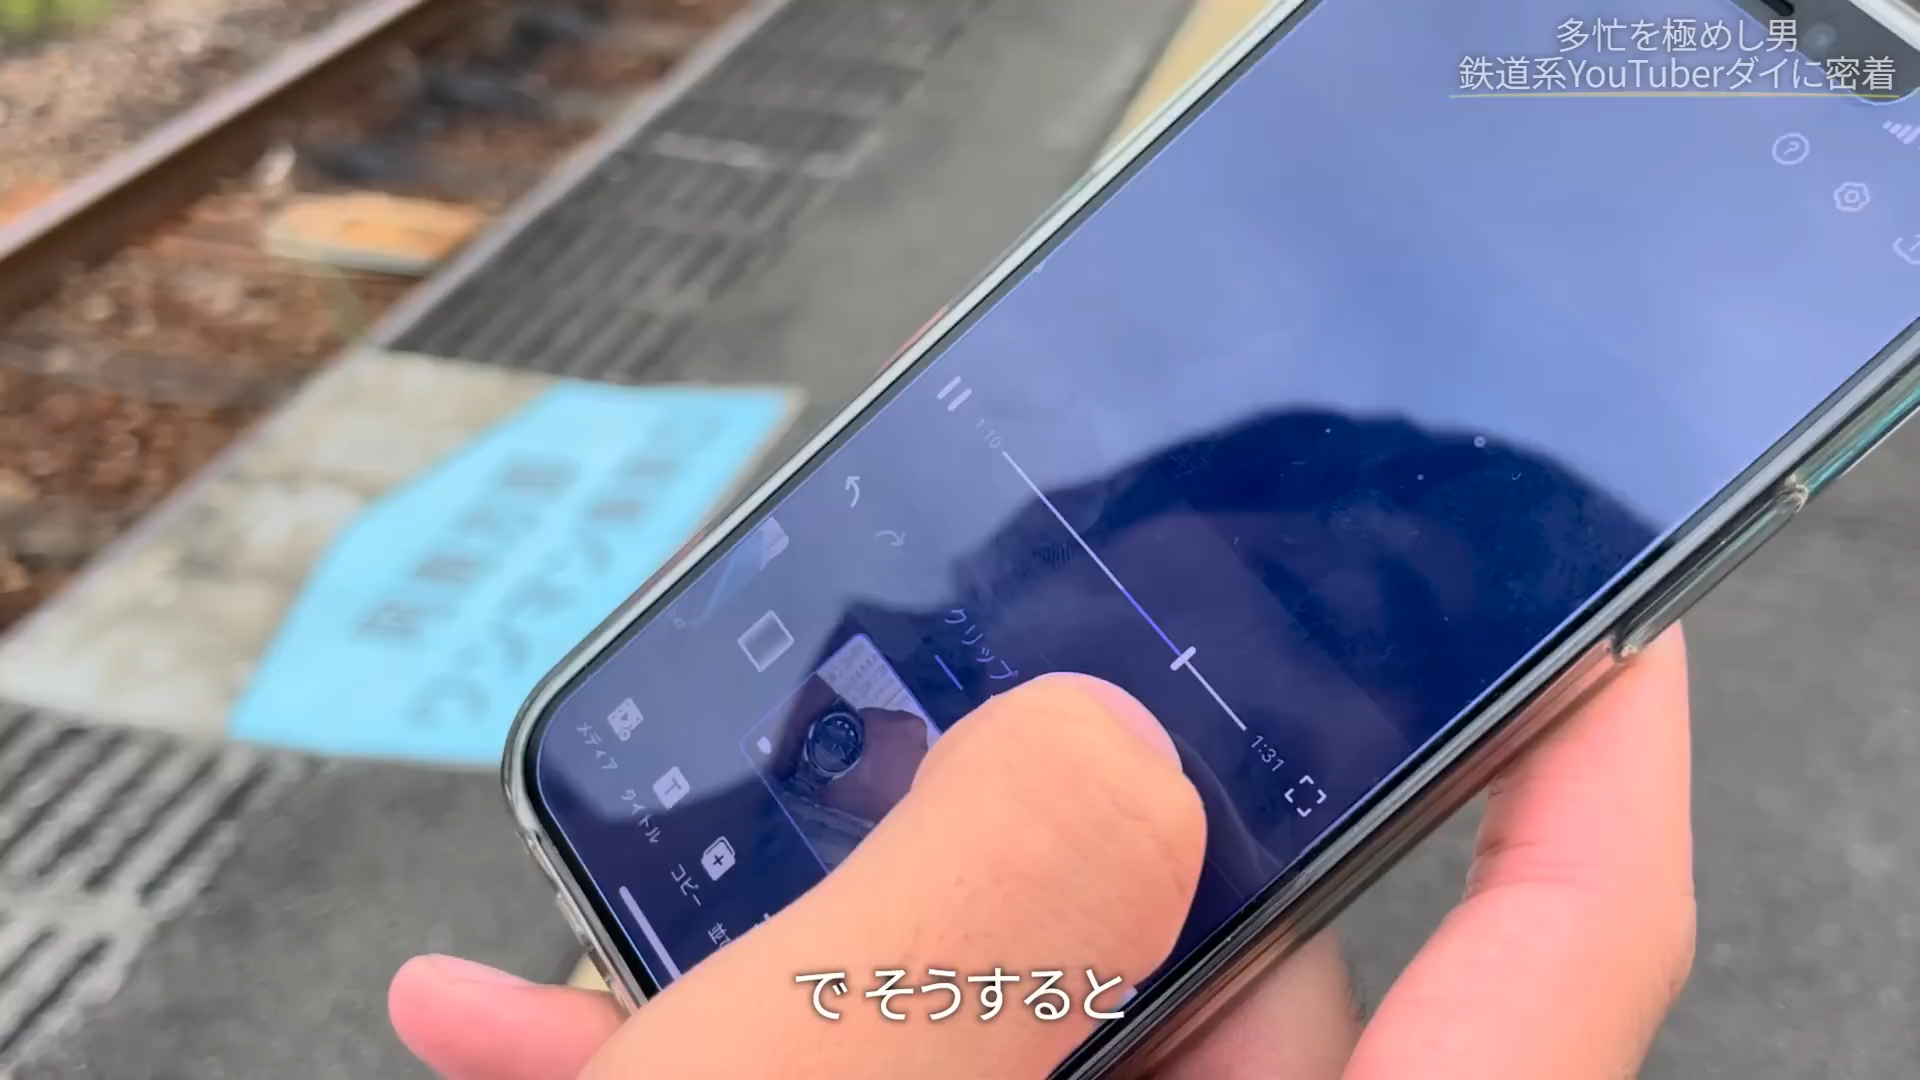 多忙を極めし男
鉄道系YouTuberダイに密着
1:10
クリップ
1:31
メディア
タイトル
コピー
で そうすると